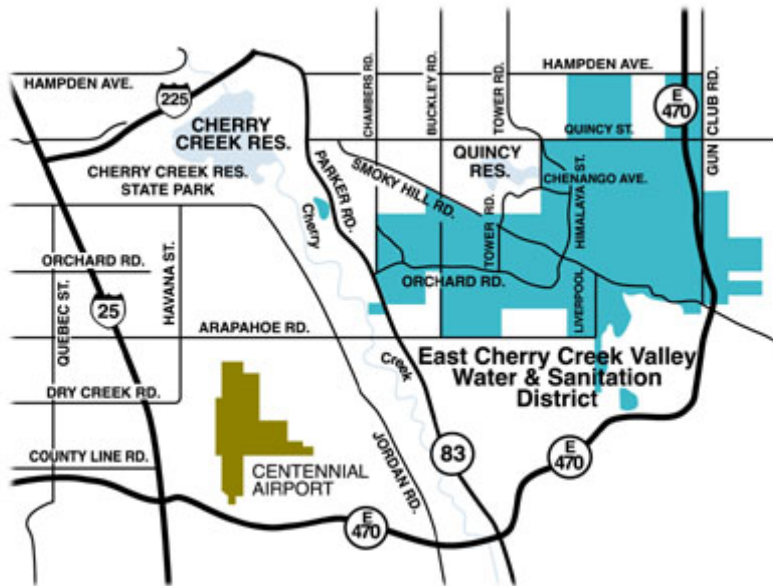 HAMPDEN AVE.
225
CHERRY
CREEK RES.
CHERRY CREEK RES.
STATE PARK
CHAMBERS RD.
BUCKLEY RD.
TOWER RD.
HAMPDEN AVE.
E
470
GUN CLUB RD.
QUINCY ST.
QUINCY
RES.
CHENANGO AVE.
HIMALAYA ST.
SMOKY HILL RD.
PARKER RD.
Cherry
Creek
TOWER RD.
ORCHARD RD.
LIVERPOOL
ORCHARD RD.
QUEBEC ST.
HAVANA ST.
25
ARAPAHOE RD.
East Cherry Creek Valley
Water & Sanitation
District
DRY CREEK RD.
COUNTY LINE RD.
CENTENNIAL
AIRPORT
JORDAN RD.
83
E
470
E
470